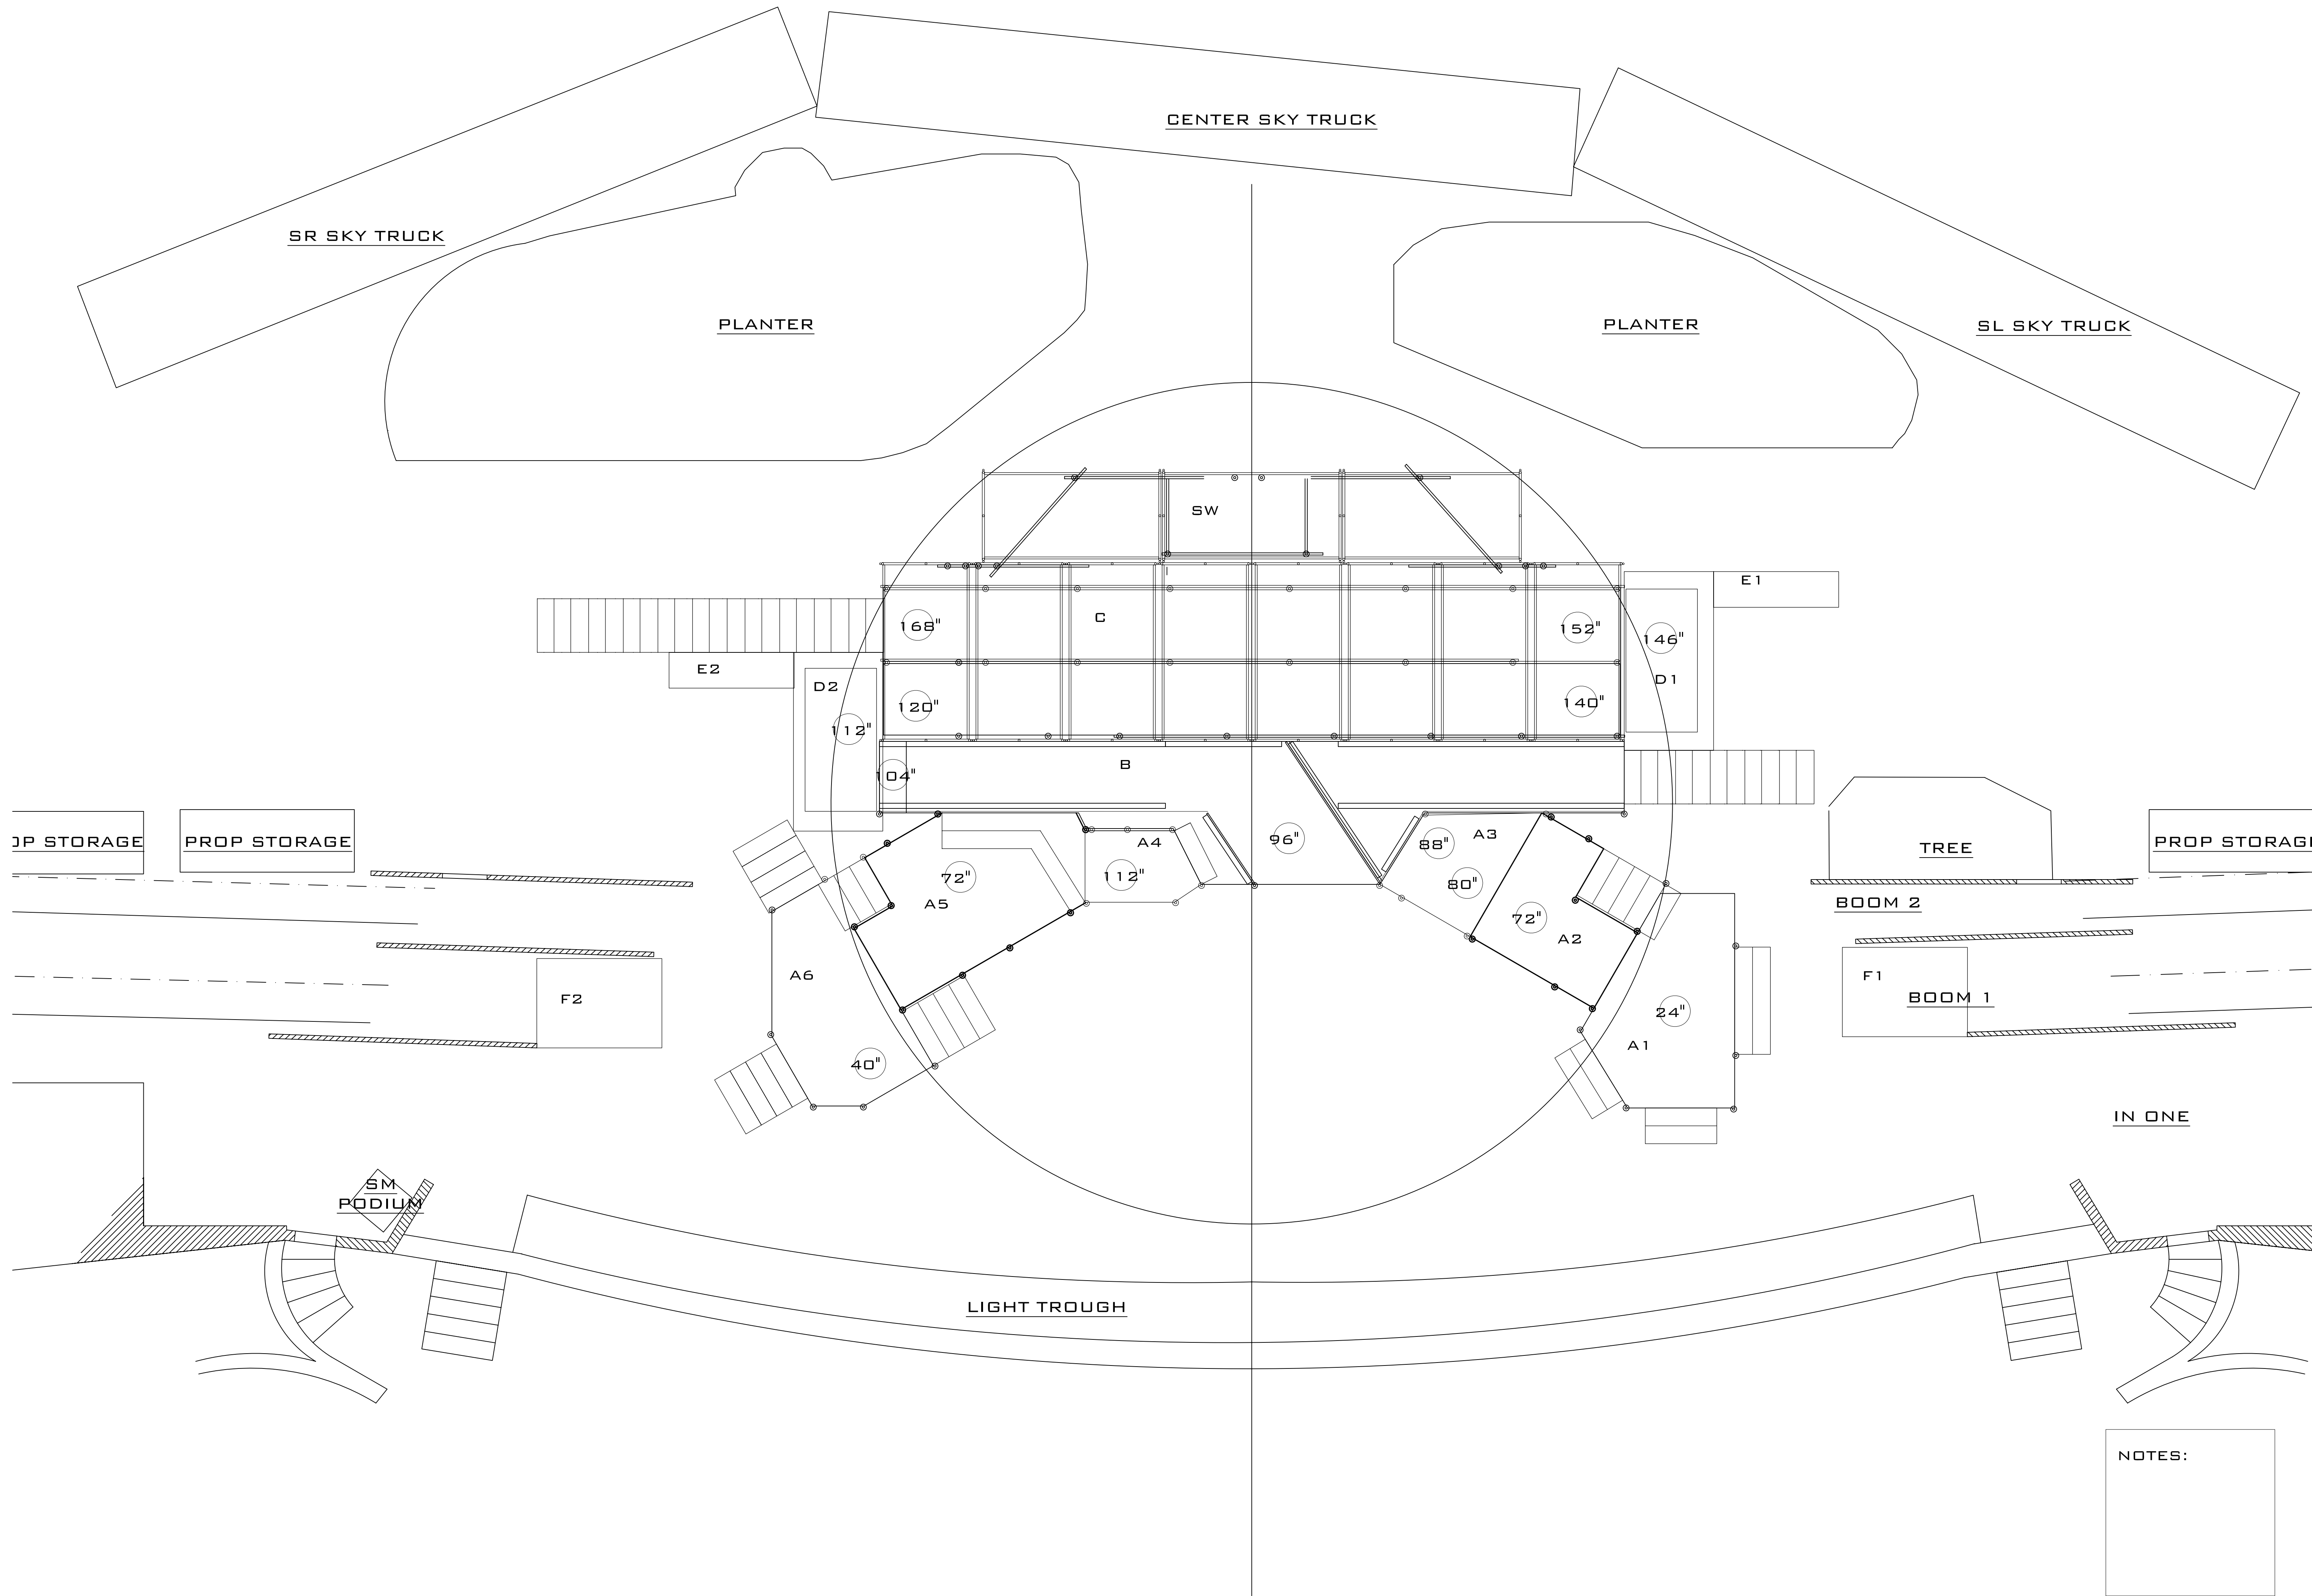 CENTER SKY TRUCK
SR SKY TRUCK
PLANTER
PLANTER
SL SKY TRUCK
SW
E1
C
168"
152"
146"
E2
D2
D1
120"
140"
112"
B
104"
OP STORAGE
PROP STORAGE
A4
96"
88"
A3
TREE
PROP STORAGE
72"
112"
80"
A5
BOOM 2
72"
A2
A6
F1
F2
BOOM 1
24"
A1
40"
IN ONE
SM
PODIUM
LIGHT TROUGH
NOTES: